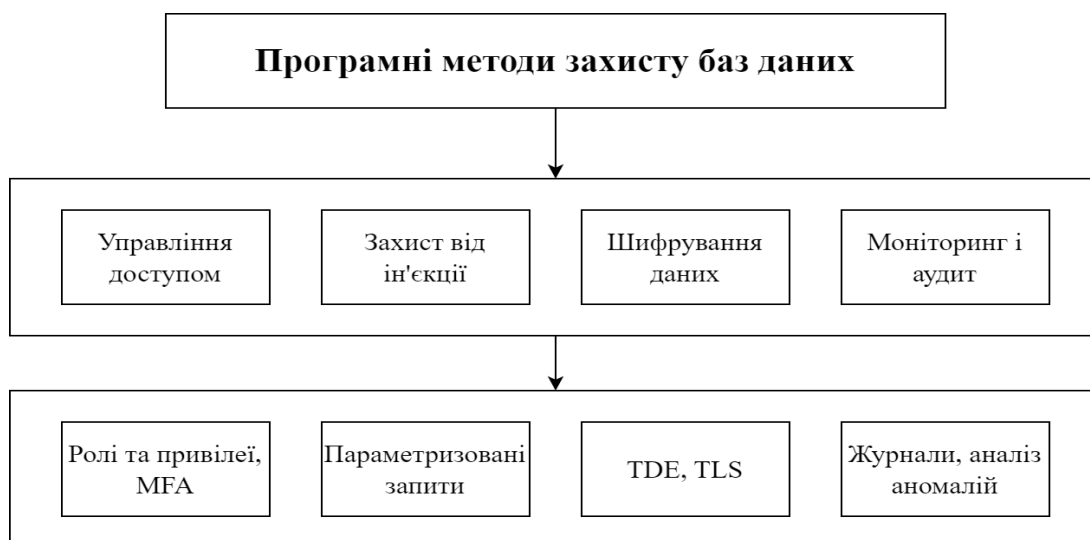 Програмні методи захисту баз даних
Управління
доступом
Захист від
ін'єкції
Шифрування
даних
Моніторинг і
аудит
Ролі та привілеї,
MFA
Параметризовані
запити
TDE, TLS
Журнали, аналіз
аномалій